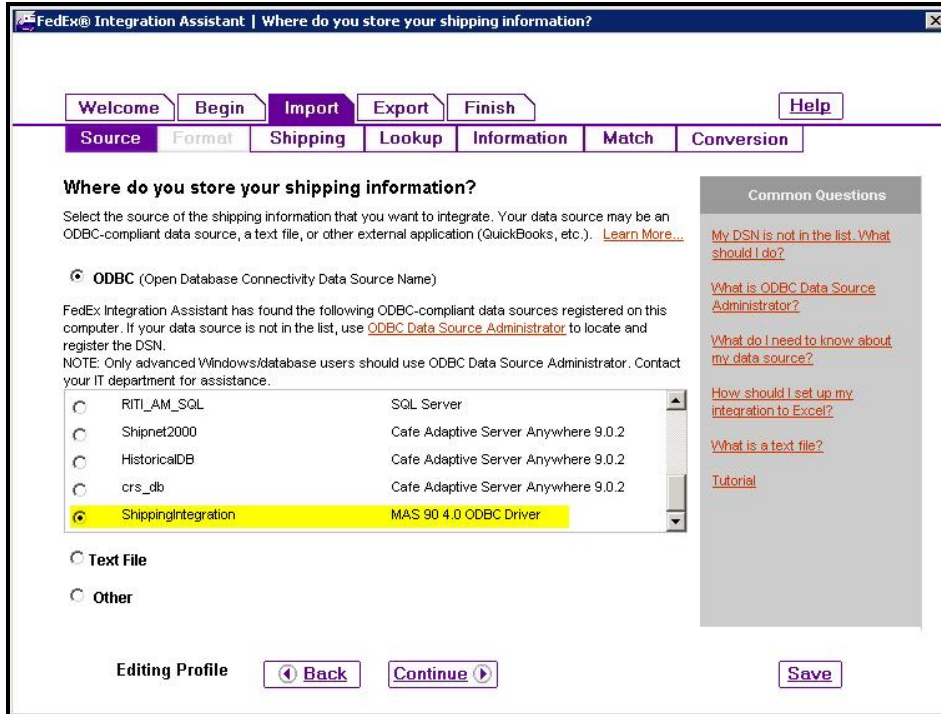 FedEx® Integration Assistant | Where do you store your shipping information?
Welcome Begin Import Export Finish Help
Source Format Shipping Lookup Information Match Conversion
Where do you store your shipping information?
Select the source of the shipping information that you want to integrate. Your data source may be an
ODBC-compliant data source, a text file, or other external application (QuickBooks, etc.). Learn More...
ODBC (Open Database Connectivity Data Source Name)
FedEx Integration Assistant has found the following ODBC-compliant data sources registered on this
computer. If your data source is not in the list, use ODBC Data Source Administrator to locate and
register the DSN.
NOTE: Only advanced Windows/database users should use ODBC Data Source Administrator. Contact
your IT department for assistance.
RITI_AM_SQL SQL Server
Shipnet2000 Cafe Adaptive Server Anywhere 9.0.2
HistoricalDB Cafe Adaptive Server Anywhere 9.0.2
crs_db Cafe Adaptive Server Anywhere 9.0.2
ShippingIntegration MAS 90 4.0 ODBC Driver
Text File
Other
Common Questions
My DSN is not in the list. What
should I do?
What is ODBC Data Source
Administrator?
What do I need to know about
my data source?
How should I set up my
integration to Excel?
What is a text file?
Tutorial
Editing Profile Back Continue Save